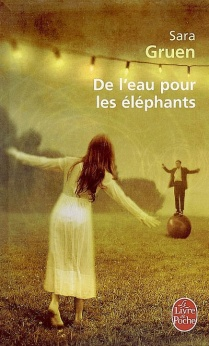 Sara
Gruen
De l'eau pour
les éléphants
Le Livre
de Poche